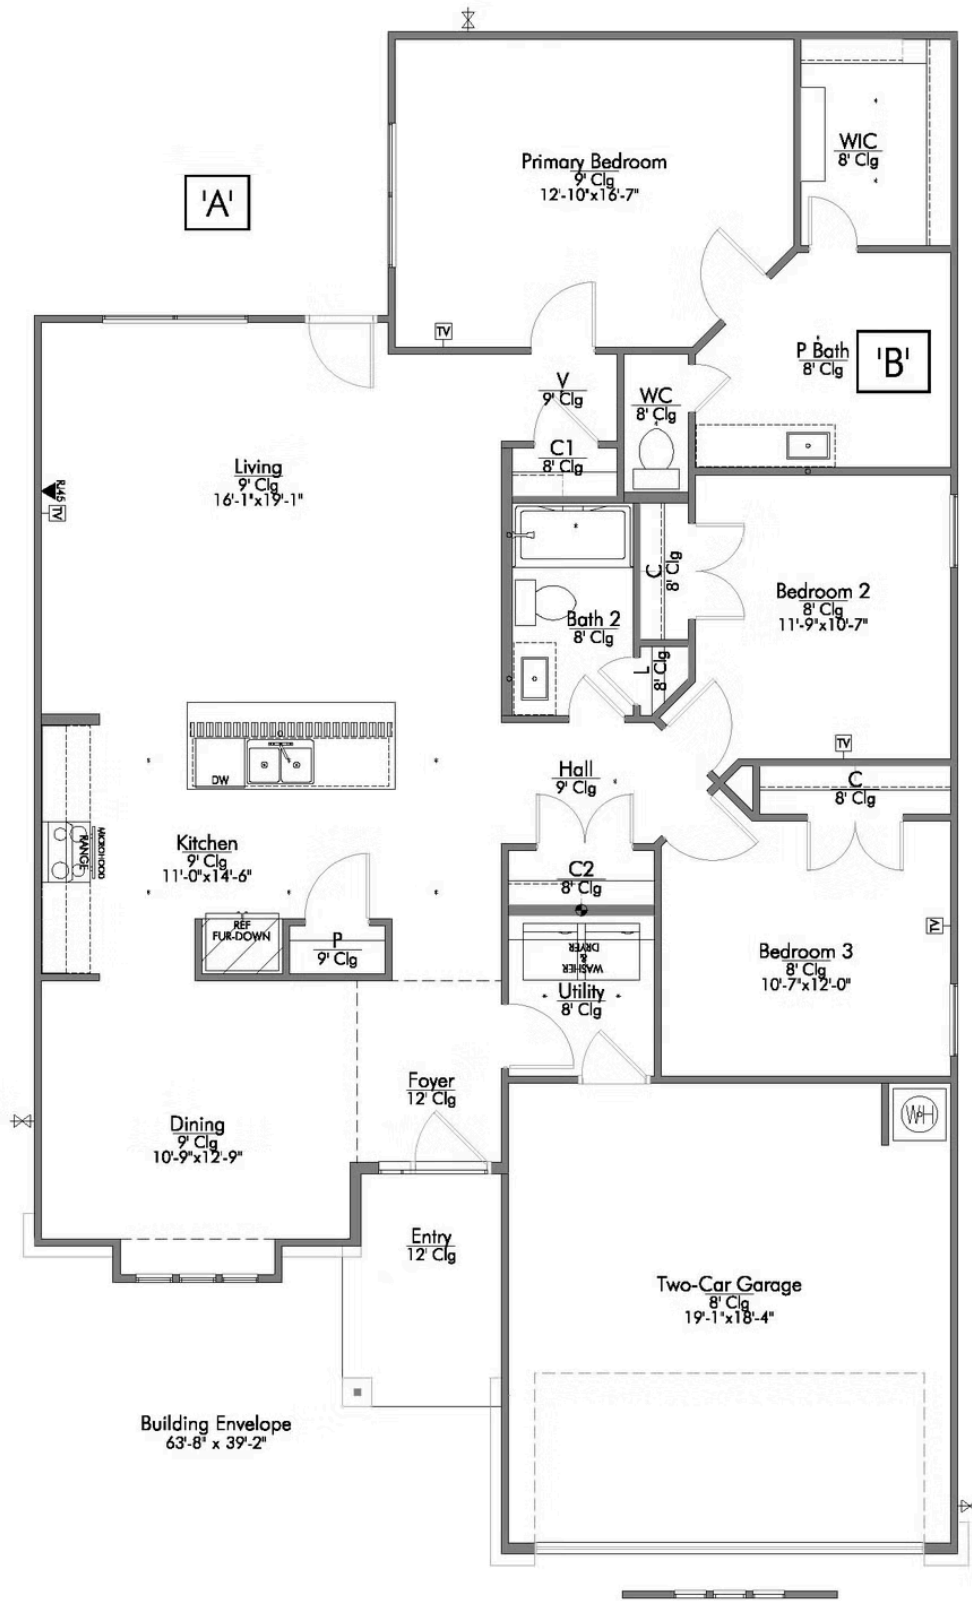 Primary Bedroom
9' Clg
12'-10"x16'-7"
WIC
8' Clg
'A'
TV
V
9' Clg
WC
8' Clg
P Bath
8' Clg
'B'
C1
8' Clg
Living
9' Clg
16'-1"x19'-1"
RJ45
TV
C
8' Clg
Bedroom 2
8' Clg
11'-9"x10'-7"
Bath 2
8' Clg
L
8' Clg
TV
DW
Hall
9' Clg
C
8' Clg
Kitchen
9' Clg
11'-0"x14'-6"
RANGE
MICROHOOD
C2
8' Clg
REF
FUR-DOWN
P
9' Clg
WASHER
&
DRYER
Utility
8' Clg
TV
Bedroom 3
8' Clg
10'-7"x12'-0"
Foyer
12' Clg
WH
Dining
9' Clg
10'-9"x12'-9"
Entry
12' Clg
Two-Car Garage
8' Clg
19'-1"x18'-4"
Building Envelope
63'-8" x 39'-2"